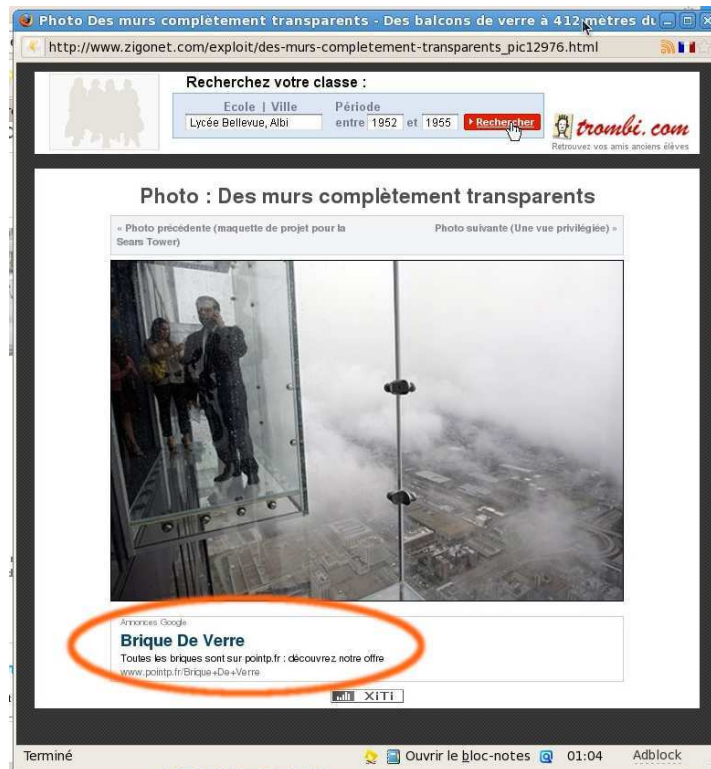 Photo Des murs complètement transparents - Des balcons de verre à 412 mètres du
http://www.zigonet.com/exploit/des-murs-completement-transparents_pic12976.html
Recherchez votre classe :
Ecole | Ville Période
Lycée Bellevue, Albi entre 1952 et 1955 Rechercher
trombi.com
Retrouvez vos amis anciens élèves
Photo : Des murs complètement transparents
« Photo précédente (maquette de projet pour la Photo suivante (Une vue privilégiée) »
Sears Tower)
Annonces Google
Brique De Verre
Toutes les briques sont sur pointp.fr : découvrez notre offre
www.pointp.fr/Brique+De+Verre
XiTi
Terminé Ouvrir le bloc-notes 01:04 Adblock